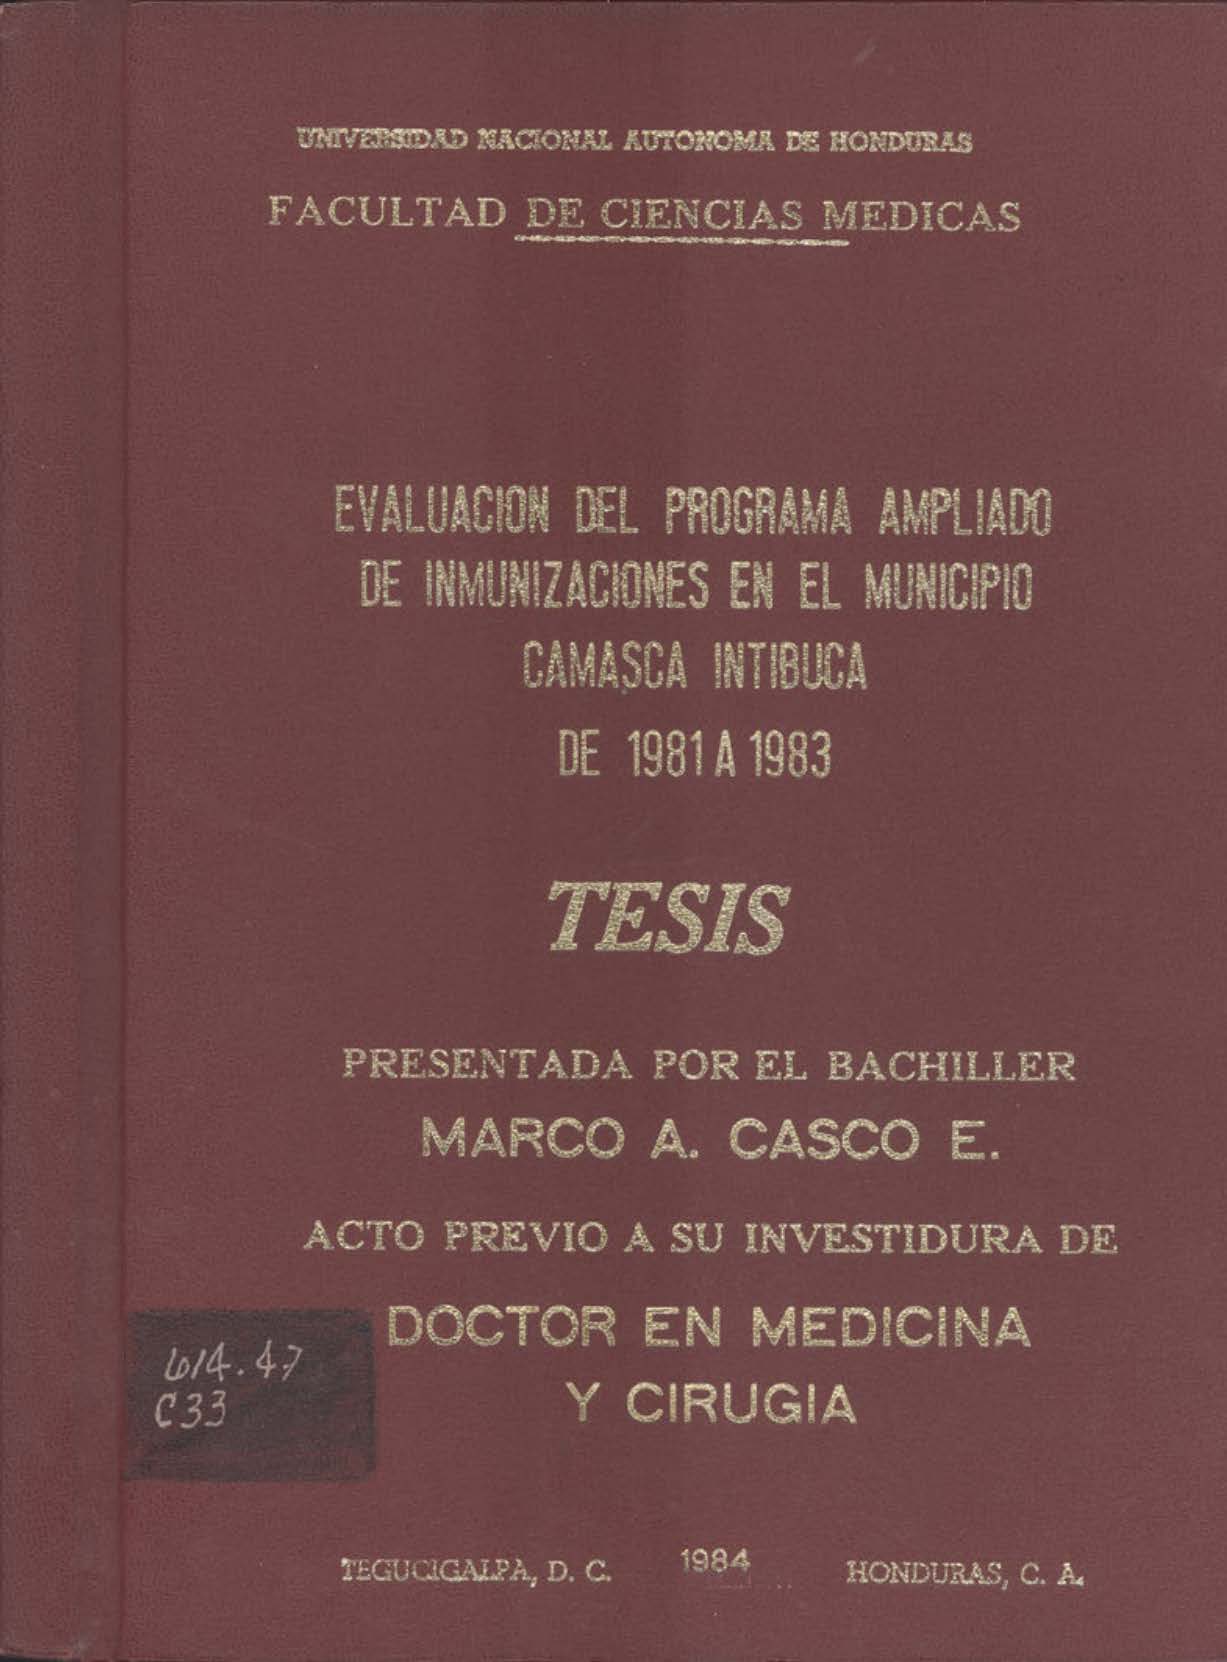 UNIVERSIDAD NACIONAL AUTONOMA DE HONDURAS
FACULTAD DE CIENCIAS MEDICAS
EVALUACION DEL PROGRAMA AMPLIADO
DE INMUNIZACIONES EN EL MUNICIPIO
CAMASCA INTIBUCA
DE 1981 A 1983
TESIS
PRESENTADA POR EL BACHILLER
MARCO A. CASCO E.
ACTO PREVIO A SU INVESTIDURA DE
DOCTOR EN MEDICINA
Y CIRUGIA
614.47
C33
TEGUCIGALPA, D. C. 1984 HONDURAS, C. A.